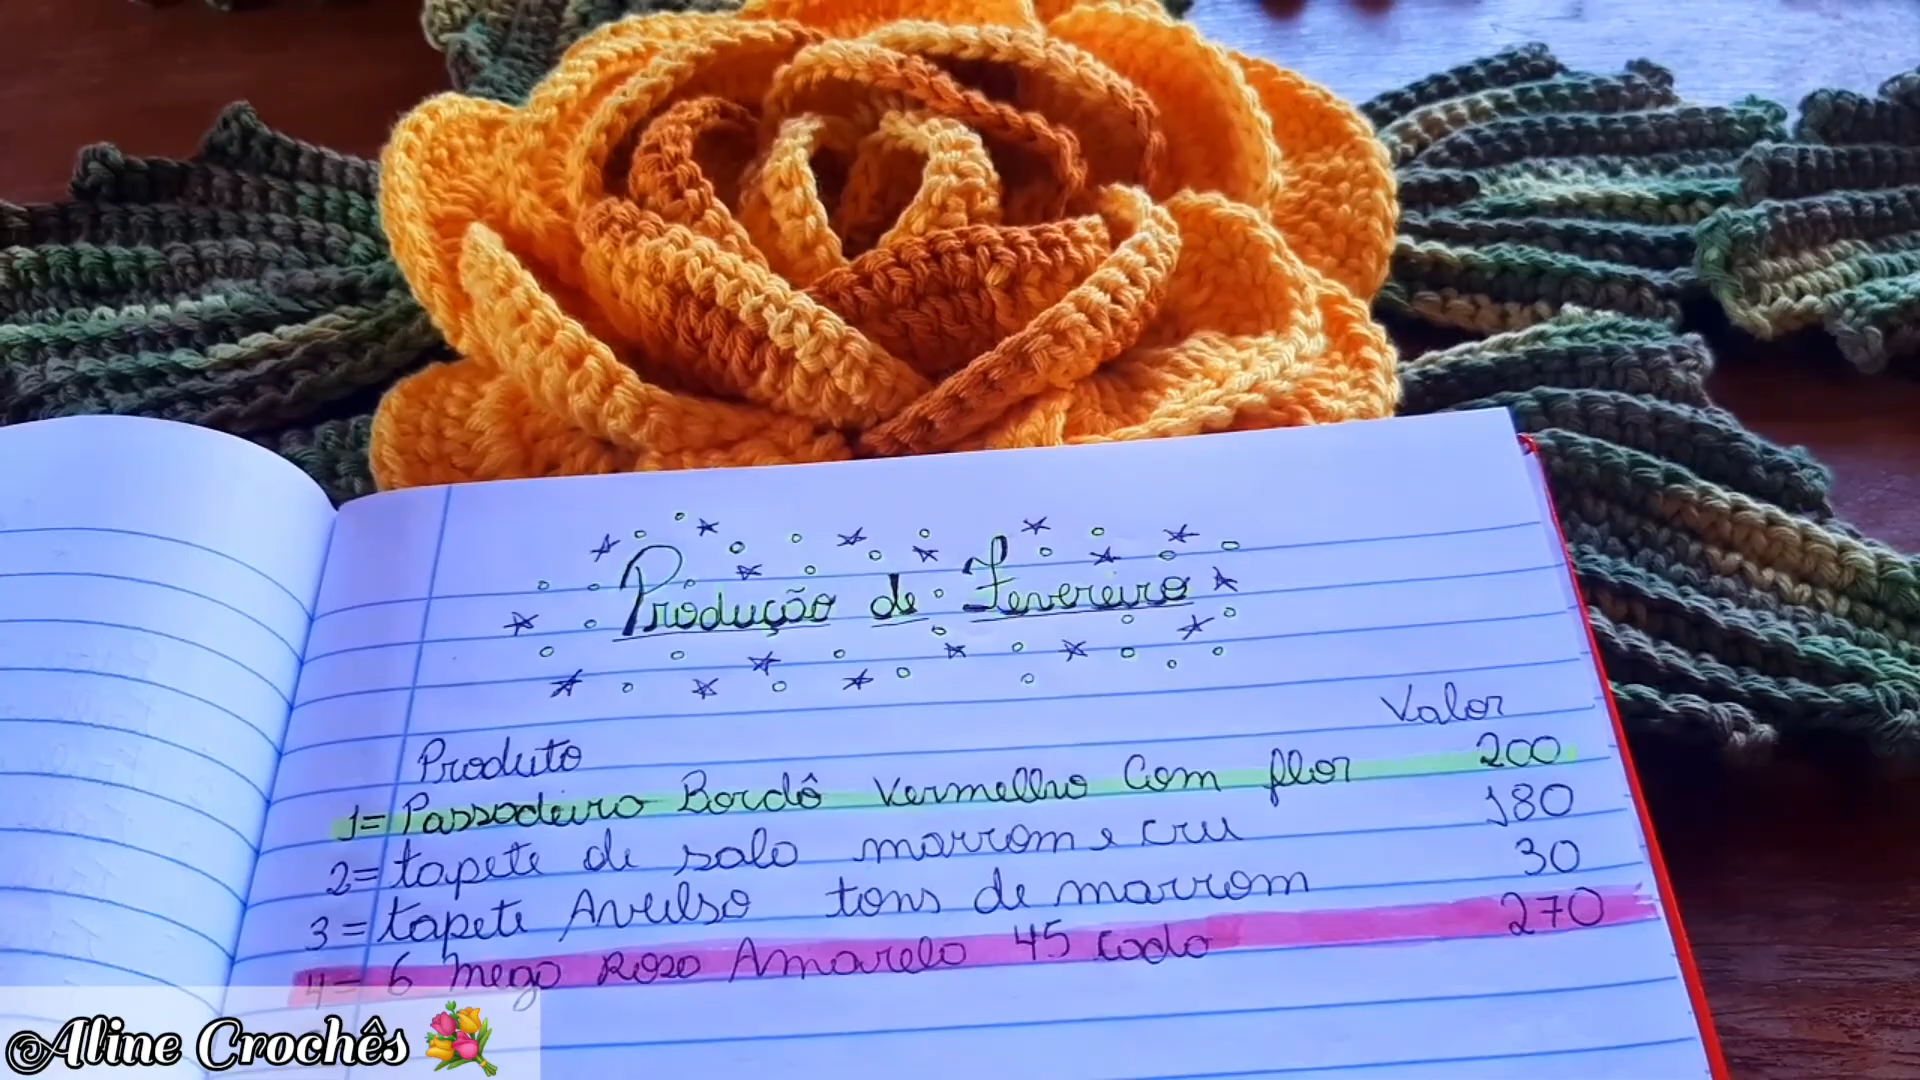 Produção de Fevereiro
Valor
Produto
1= Passadeira Bordô Vermelho Com flor 200
2= tapete de sala marrom e cru 180
3= tapete Avulso tons de marrom 30
4= 6 Mega Rosa Amarelo 45 cada 270
Aline Crochês